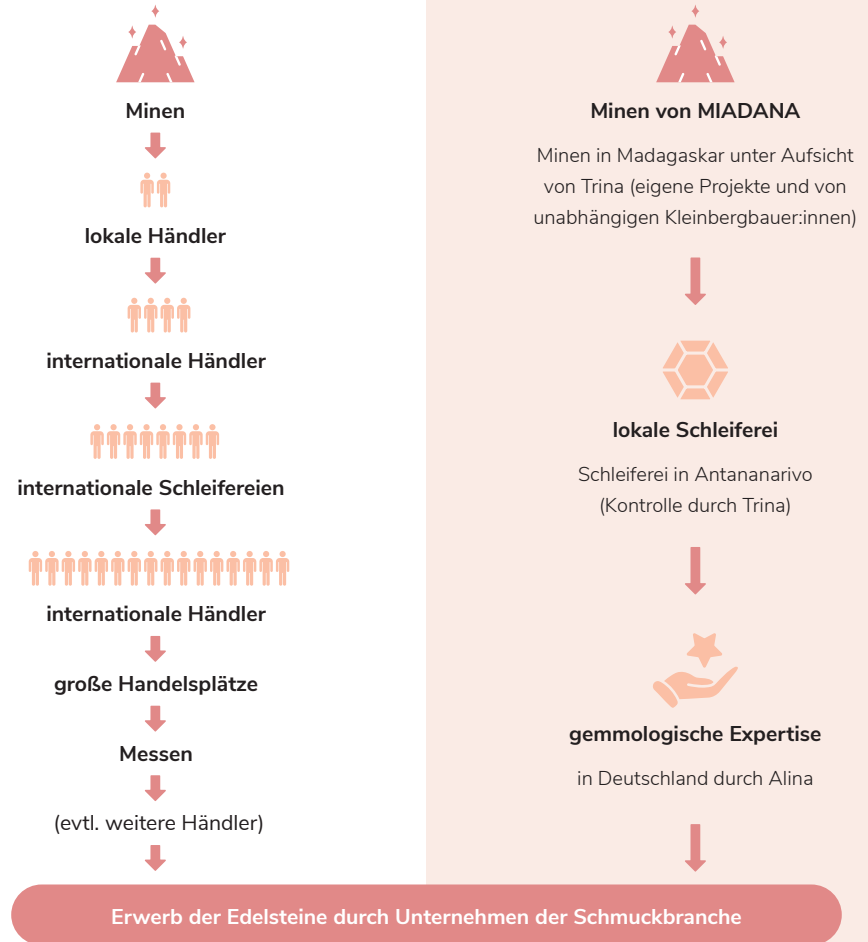 Minen
lokale Händler
internationale Händler
internationale Schleifereien
internationale Händler
große Handelsplätze
Messen
(evtl. weitere Händler)
Minen von MIADANA
Minen in Madagaskar unter Aufsicht
von Trina (eigene Projekte und von
unabhängigen Kleinbergbauer:innen)
lokale Schleiferei
Schleiferei in Antananarivo
(Kontrolle durch Trina)
gemmologische Expertise
in Deutschland durch Alina
Erwerb der Edelsteine durch Unternehmen der Schmuckbranche